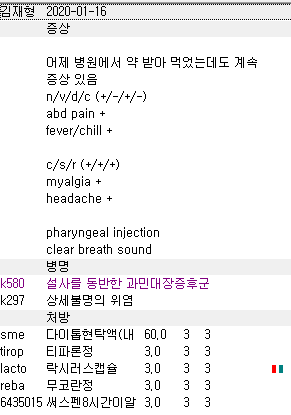 김재형 2020-01-16
증상
어제 병원에서 약 받아 먹었는데도 계속
증상 있음
n/v/d/c (+/-/+/-)
abd pain +
fever/chill +
c/s/r (+/+/+)
myalgia +
headache +
pharyngeal injection
clear breath sound
병명
k580 설사를 동반한 과민대장증후군
k297 상세불명의 위염
처방
sme 다이톱현탁액(내 60,0 3 3
tirop 티파론정 3,0 3 3
lacto 락시러스캡슐 3,0 3 3
reba 무코란정 3,0 3 3
6435015 써스펜8시간이알 3,0 3 3